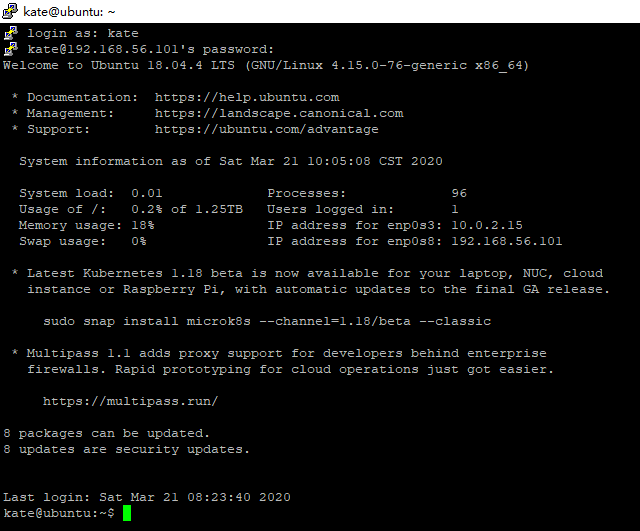 kate@ubuntu: ~
login as: kate
kate@192.168.56.101's password:
Welcome to Ubuntu 18.04.4 LTS (GNU/Linux 4.15.0-76-generic x86_64)
* Documentation:  https://help.ubuntu.com
* Management:     https://landscape.canonical.com
* Support:        https://ubuntu.com/advantage
System information as of Sat Mar 21 10:05:08 CST 2020
System load:  0.01             Processes:             96
Usage of /:   0.2% of 1.25TB   Users logged in:       1
Memory usage: 18%              IP address for enp0s3: 10.0.2.15
Swap usage:   0%               IP address for enp0s8: 192.168.56.101
* Latest Kubernetes 1.18 beta is now available for your laptop, NUC, cloud
instance or Raspberry Pi, with automatic updates to the final GA release.
sudo snap install microk8s --channel=1.18/beta --classic
* Multipass 1.1 adds proxy support for developers behind enterprise
firewalls. Rapid prototyping for cloud operations just got easier.
https://multipass.run/
8 packages can be updated.
8 updates are security updates.
Last login: Sat Mar 21 08:23:40 2020
kate@ubuntu:~$